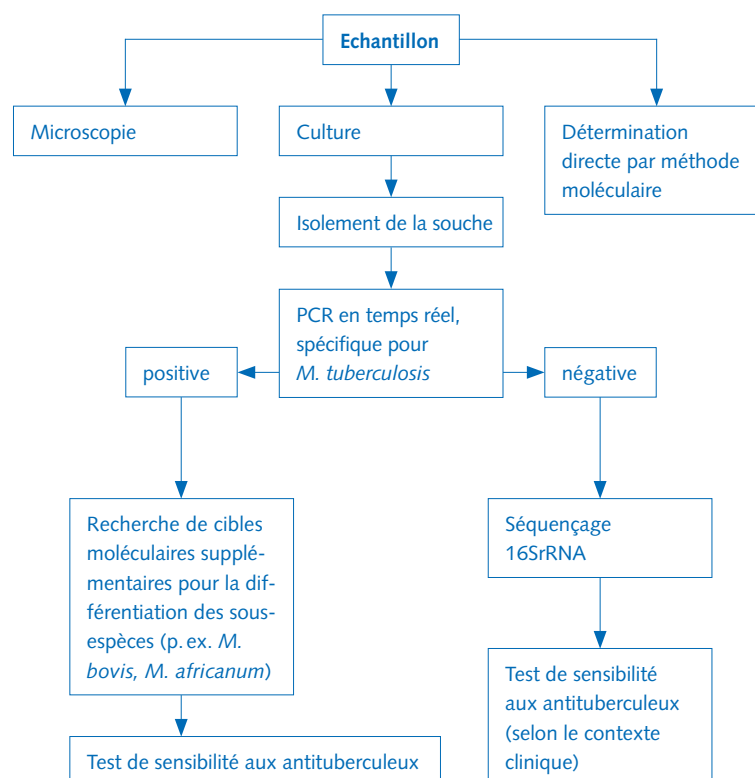 Echantillon
Microscopie
Culture
Détermination
directe par méthode
moléculaire
Isolement de la souche
PCR en temps réel,
spécifique pour
M. tuberculosis
positive
négative
Recherche de cibles
moléculaires supplé-
mentaires pour la dif-
férentiation des sous-
espèces (p. ex. M.
bovis, M. africanum)
Séquençage
16SrRNA
Test de sensibilité
aux antituberculeux
(selon le contexte
clinique)
Test de sensibilité aux antituberculeux